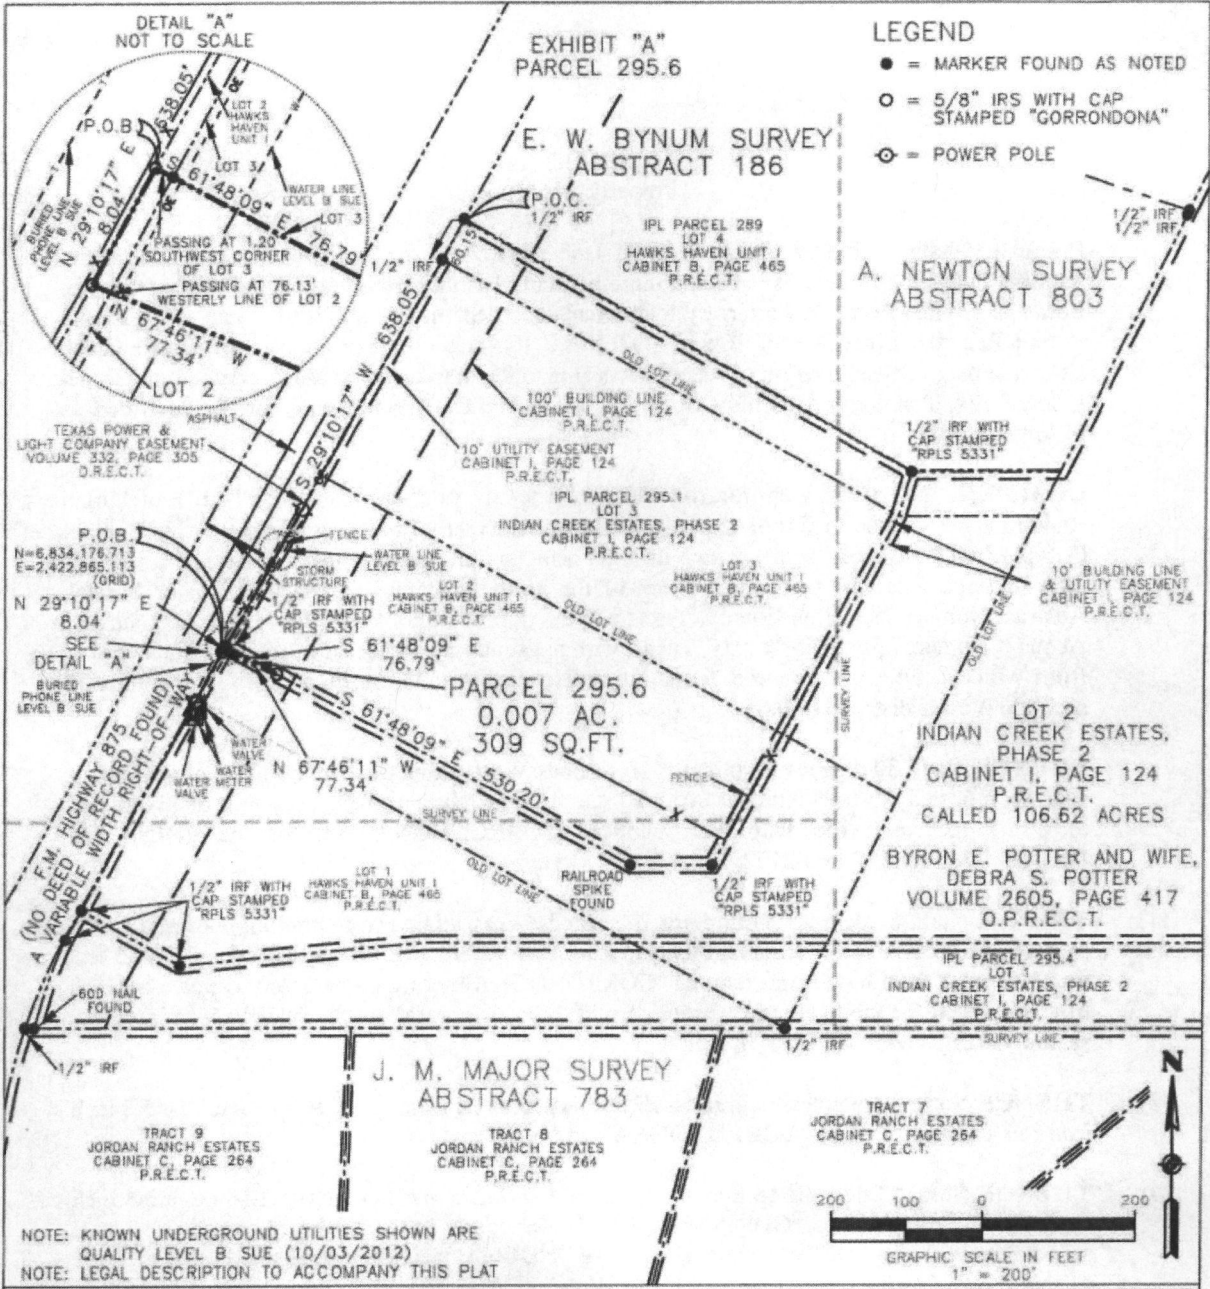 DETAIL "A"
NOT TO SCALE
638.05'
LOT 2
HAWKS
HAVEN
UNIT 1
OE
W
T
P.O.B.
LOT 3
S 61°48'09" E 76.79'
WATER LINE
LEVEL B SUE
LOT 3
BURIED
PHONE LINE
LEVEL B SUE
N 29°10'17" E
8.04'
OE
PASSING AT 1.20'
SOUTHWEST CORNER
OF LOT 3
PASSING AT 76.13'
WESTERLY LINE OF LOT 2
N 67°46'11" W
77.34'
LOT 2
EXHIBIT "A"
PARCEL 295.6
LEGEND
● = MARKER FOUND AS NOTED
○ = 5/8" IRS WITH CAP
STAMPED "GORRONDONA"
= POWER POLE
E. W. BYNUM SURVEY
ABSTRACT 186
P.O.C.
1/2" IRF
1/2" IRF
60.15'
IPL PARCEL 289
LOT 4
HAWKS HAVEN UNIT 1
CABINET B, PAGE 465
P.R.E.C.T.
1/2" IRF
1/2" IRF
A. NEWTON SURVEY
ABSTRACT 803
S 29°10'17" W 638.05'
OLD LOT LINE
100' BUILDING LINE
CABINET I, PAGE 124
P.R.E.C.T.
10' UTILITY EASEMENT
CABINET I, PAGE 124
P.R.E.C.T.
1/2" IRF WITH
CAP STAMPED
"RPLS 5331"
ASPHALT
TEXAS POWER &
LIGHT COMPANY EASEMENT
VOLUME 332, PAGE 305
D.R.E.C.T.
IPL PARCEL 295.1
LOT 3
INDIAN CREEK ESTATES, PHASE 2
CABINET I, PAGE 124
P.R.E.C.T.
P.O.B.
N=6,834,176.713
E=2,422,865.113
(GRID)
FENCE
WATER LINE
LEVEL B SUE
STORM
STRUCTURE
LOT 2
HAWKS HAVEN UNIT 1
CABINET B, PAGE 465
P.R.E.C.T.
LOT 3
HAWKS HAVEN UNIT 1
CABINET B, PAGE 465
P.R.E.C.T.
10' BUILDING LINE
& UTILITY EASEMENT
CABINET I, PAGE 124
P.R.E.C.T.
N 29°10'17" E
8.04'
1/2" IRF WITH
CAP STAMPED
"RPLS 5331"
OLD LOT LINE
OLD LOT LINE
SEE
DETAIL "A"
S 61°48'09" E
76.79'
SURVEY LINE
BURIED
PHONE LINE
LEVEL B SUE
PARCEL 295.6
0.007 AC.
309 SQ.FT.
S 61°48'09" E 530.20'
WATER
VALVE
WATER
VALVE
WATER
METER
N 67°46'11" W
77.34'
FENCE
X
SURVEY LINE
OLD LOT LINE
LOT 2
INDIAN CREEK ESTATES,
PHASE 2
CABINET I, PAGE 124
P.R.E.C.T.
CALLED 106.62 ACRES
BYRON E. POTTER AND WIFE,
DEBRA S. POTTER
VOLUME 2605, PAGE 417
O.P.R.E.C.T.
F.M. HIGHWAY 875
(NO DEED OF RECORD FOUND)
A VARIABLE WIDTH RIGHT-OF-WAY
1/2" IRF WITH
CAP STAMPED
"RPLS 5331"
LOT 1
HAWKS HAVEN UNIT 1
CABINET B, PAGE 465
P.R.E.C.T.
RAILROAD
SPIKE
FOUND
1/2" IRF WITH
CAP STAMPED
"RPLS 5331"
IPL PARCEL 295.4
LOT 1
INDIAN CREEK ESTATES, PHASE 2
CABINET I, PAGE 124
P.R.E.C.T.
SURVEY LINE
60D NAIL
FOUND
1/2" IRF
1/2" IRF
J. M. MAJOR SURVEY
ABSTRACT 783
TRACT 9
JORDAN RANCH ESTATES
CABINET C, PAGE 264
P.R.E.C.T.
TRACT 8
JORDAN RANCH ESTATES
CABINET C, PAGE 264
P.R.E.C.T.
TRACT 7
JORDAN RANCH ESTATES
CABINET C, PAGE 264
P.R.E.C.T.
N
200 100 0 200
GRAPHIC SCALE IN FEET
1" = 200'
NOTE: KNOWN UNDERGROUND UTILITIES SHOWN ARE
QUALITY LEVEL B SUE (10/03/2012)
NOTE: LEGAL DESCRIPTION TO ACCOMPANY THIS PLAT